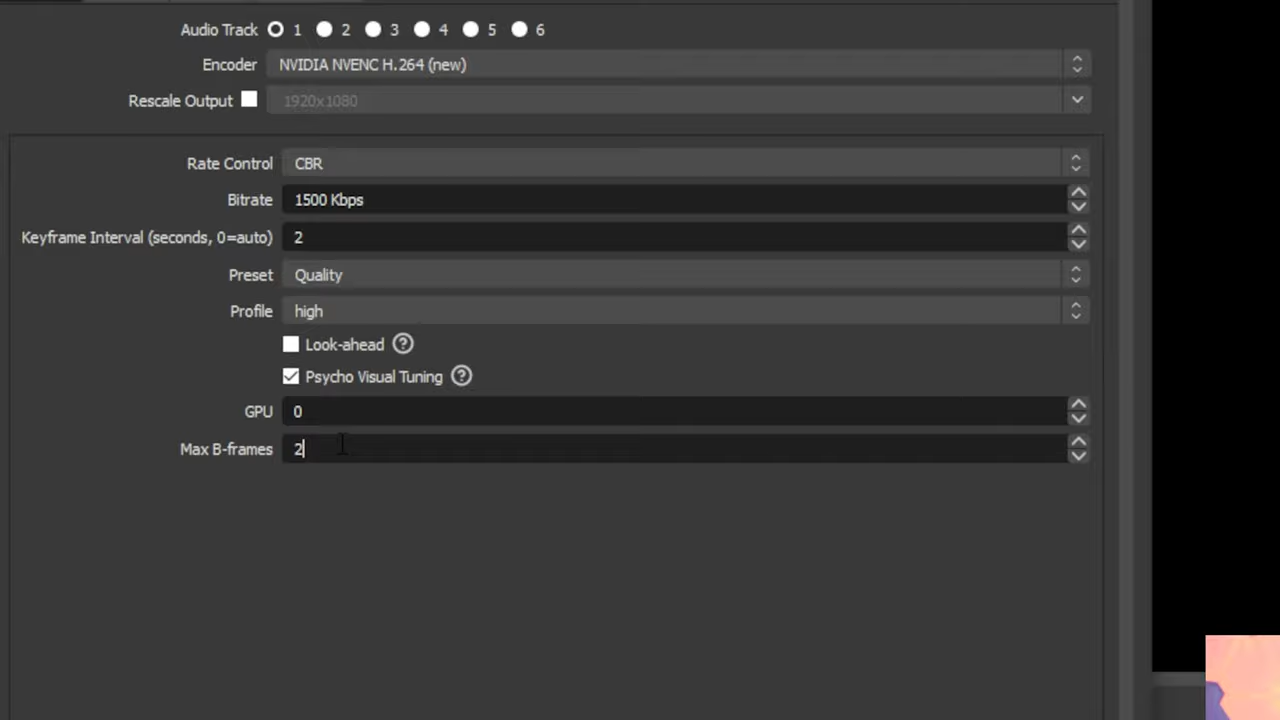 Audio Track 1 2 3 4 5 6
Encoder NVIDIA NVENC H.264 (new)
Rescale Output 1920x1080
Rate Control CBR
Bitrate 1500 Kbps
Keyframe Interval (seconds, 0=auto) 2
Preset Quality
Profile high
Look-ahead ?
Psycho Visual Tuning ?
GPU 0
Max B-frames 2